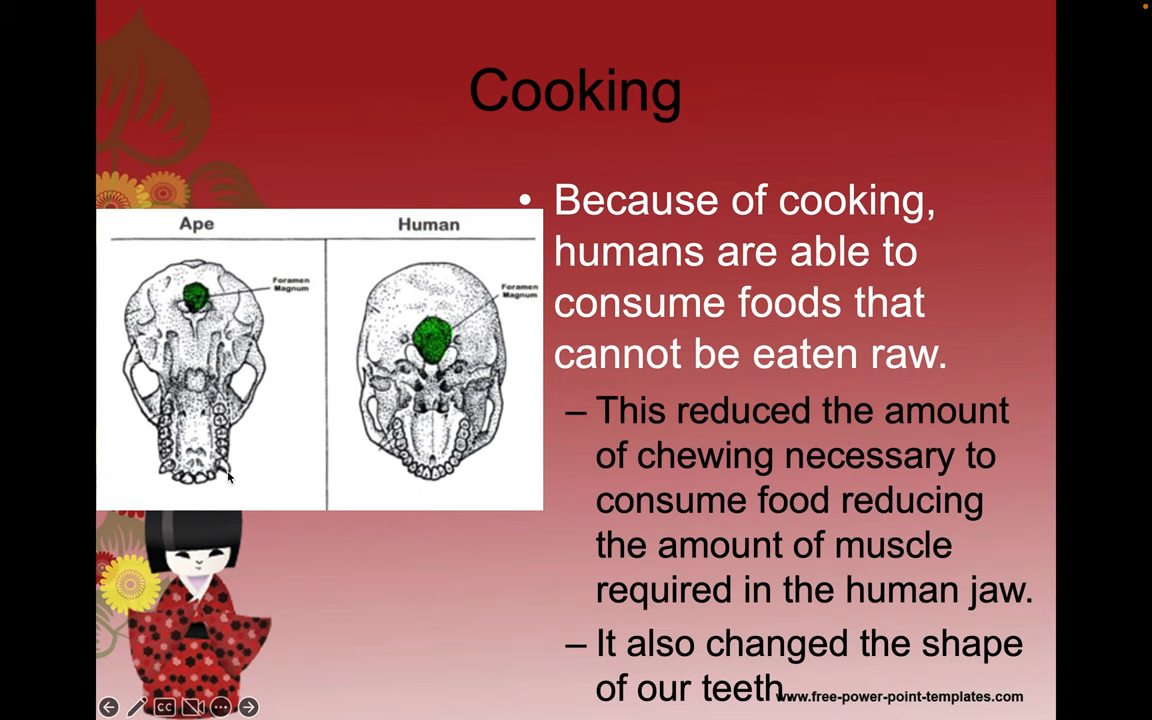 Cooking
Ape
Human
Foramen
Magnum
Foramen
Magnum
• Because of cooking,
humans are able to
consume foods that
cannot be eaten raw.
– This reduced the amount
of chewing necessary to
consume food reducing
the amount of muscle
required in the human jaw.
– It also changed the shape
of our teeth
www.free-power-point-templates.com
CC